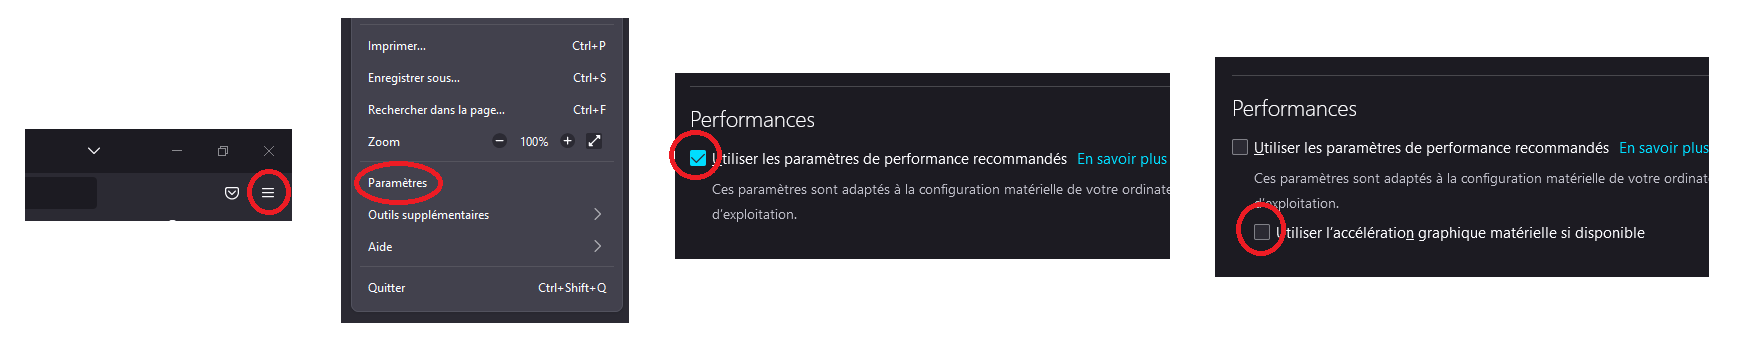 Imprimer... Ctrl+P
Enregistrer sous... Ctrl+S
Rechercher dans la page... Ctrl+F
Zoom 100%
Paramètres
Outils supplémentaires
Aide
Quitter Ctrl+Shift+Q
Performances
Utiliser les paramètres de performance recommandés En savoir plus
Ces paramètres sont adaptés à la configuration matérielle de votre ordinate
d'exploitation.
Performances
Utiliser les paramètres de performance recommandés En savoir plus
Ces paramètres sont adaptés à la configuration matérielle de votre ordinat
d'exploitation.
Utiliser l'accélération graphique matérielle si disponible